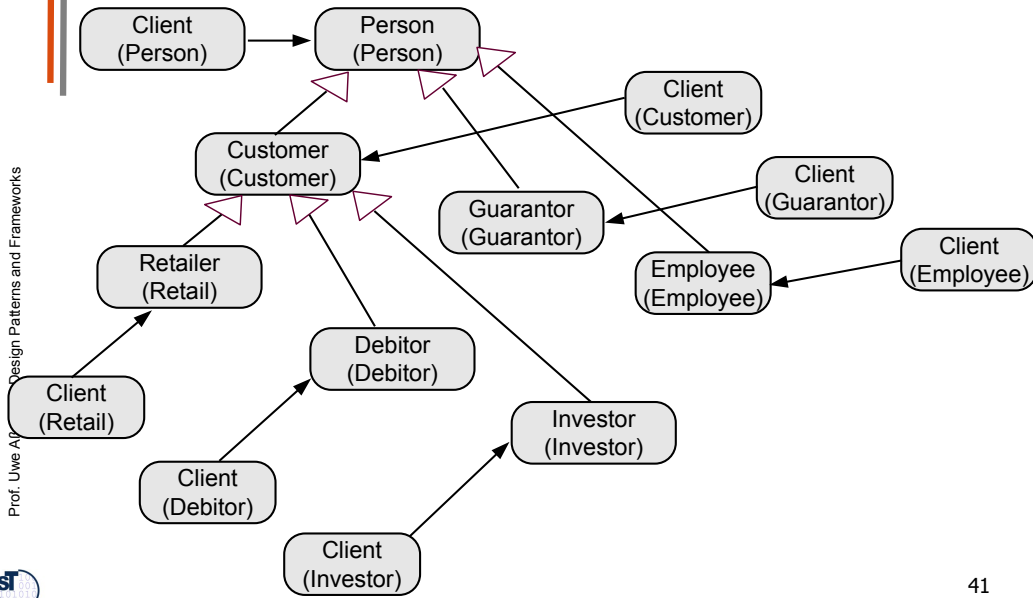 Client
(Person)
Person
(Person)
Client
(Customer)
Customer
(Customer)
Client
(Guarantor)
Guarantor
(Guarantor)
Client
(Employee)
Employee
(Employee)
Retailer
(Retail)
Debitor
(Debitor)
Client
(Retail)
Investor
(Investor)
Client
(Debitor)
Client
(Investor)
Prof. Uwe Design Patterns and Frameworks
41